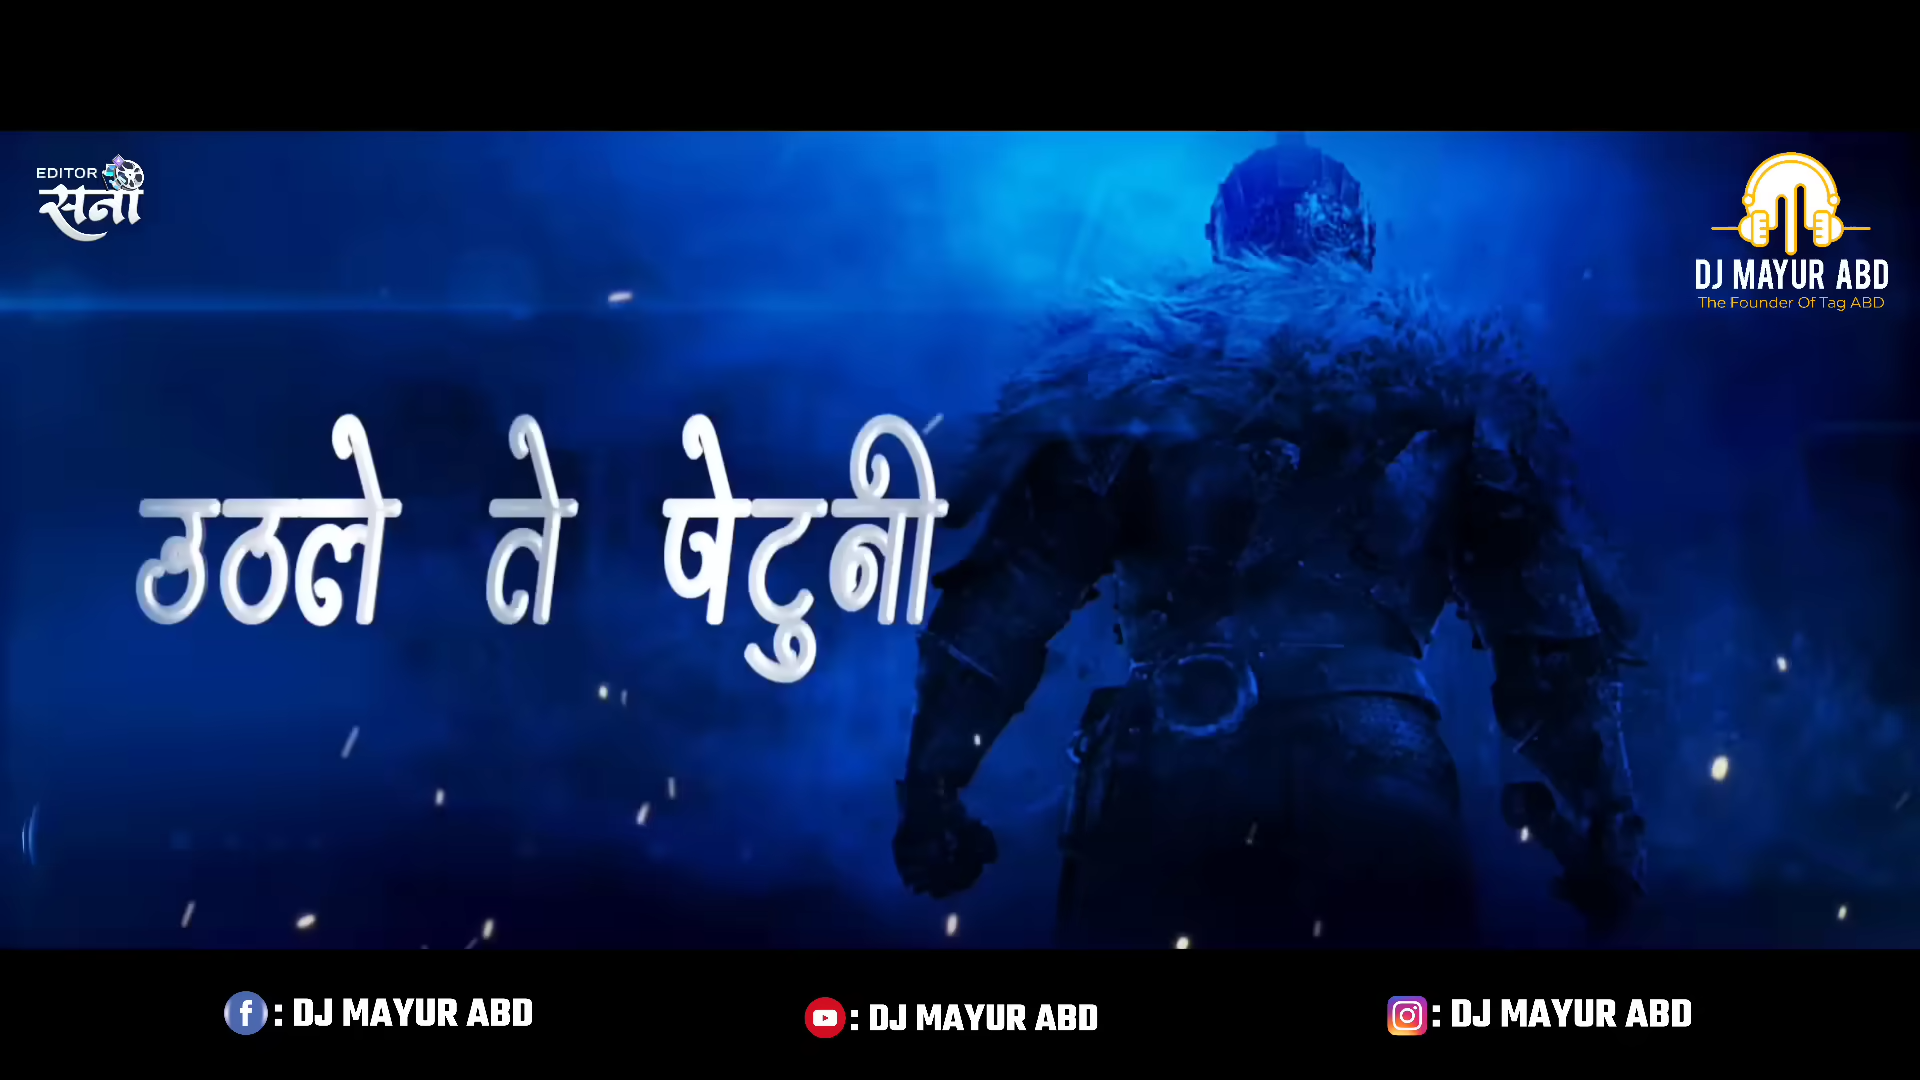 EDITOR
सनी
DJ MAYUR ABD
The Founder Of Tag ABD
उठले ते पेटुनी
: DJ MAYUR ABD
: DJ MAYUR ABD
: DJ MAYUR ABD